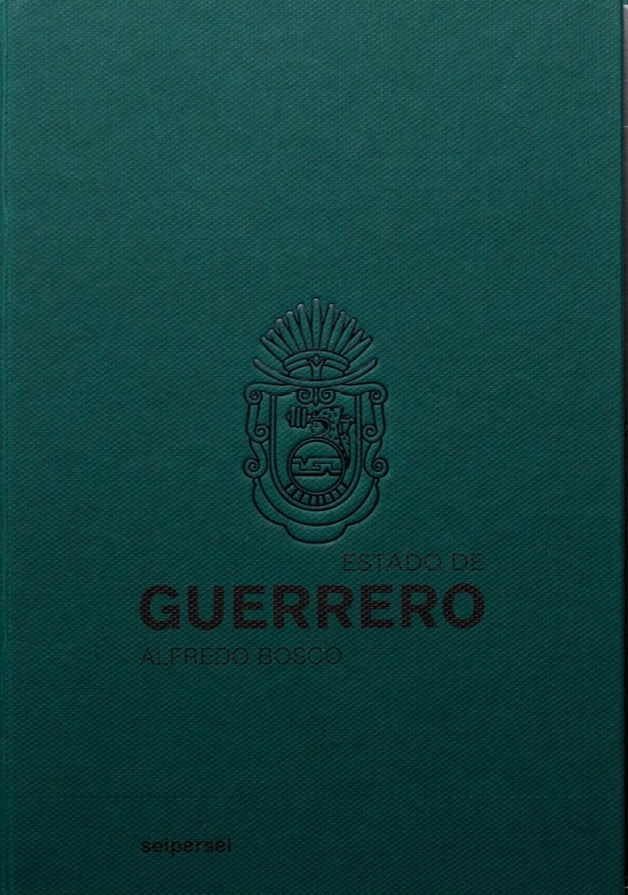 ESTADO DE
GUERRERO
ALFREDO BOSCO
seipersei